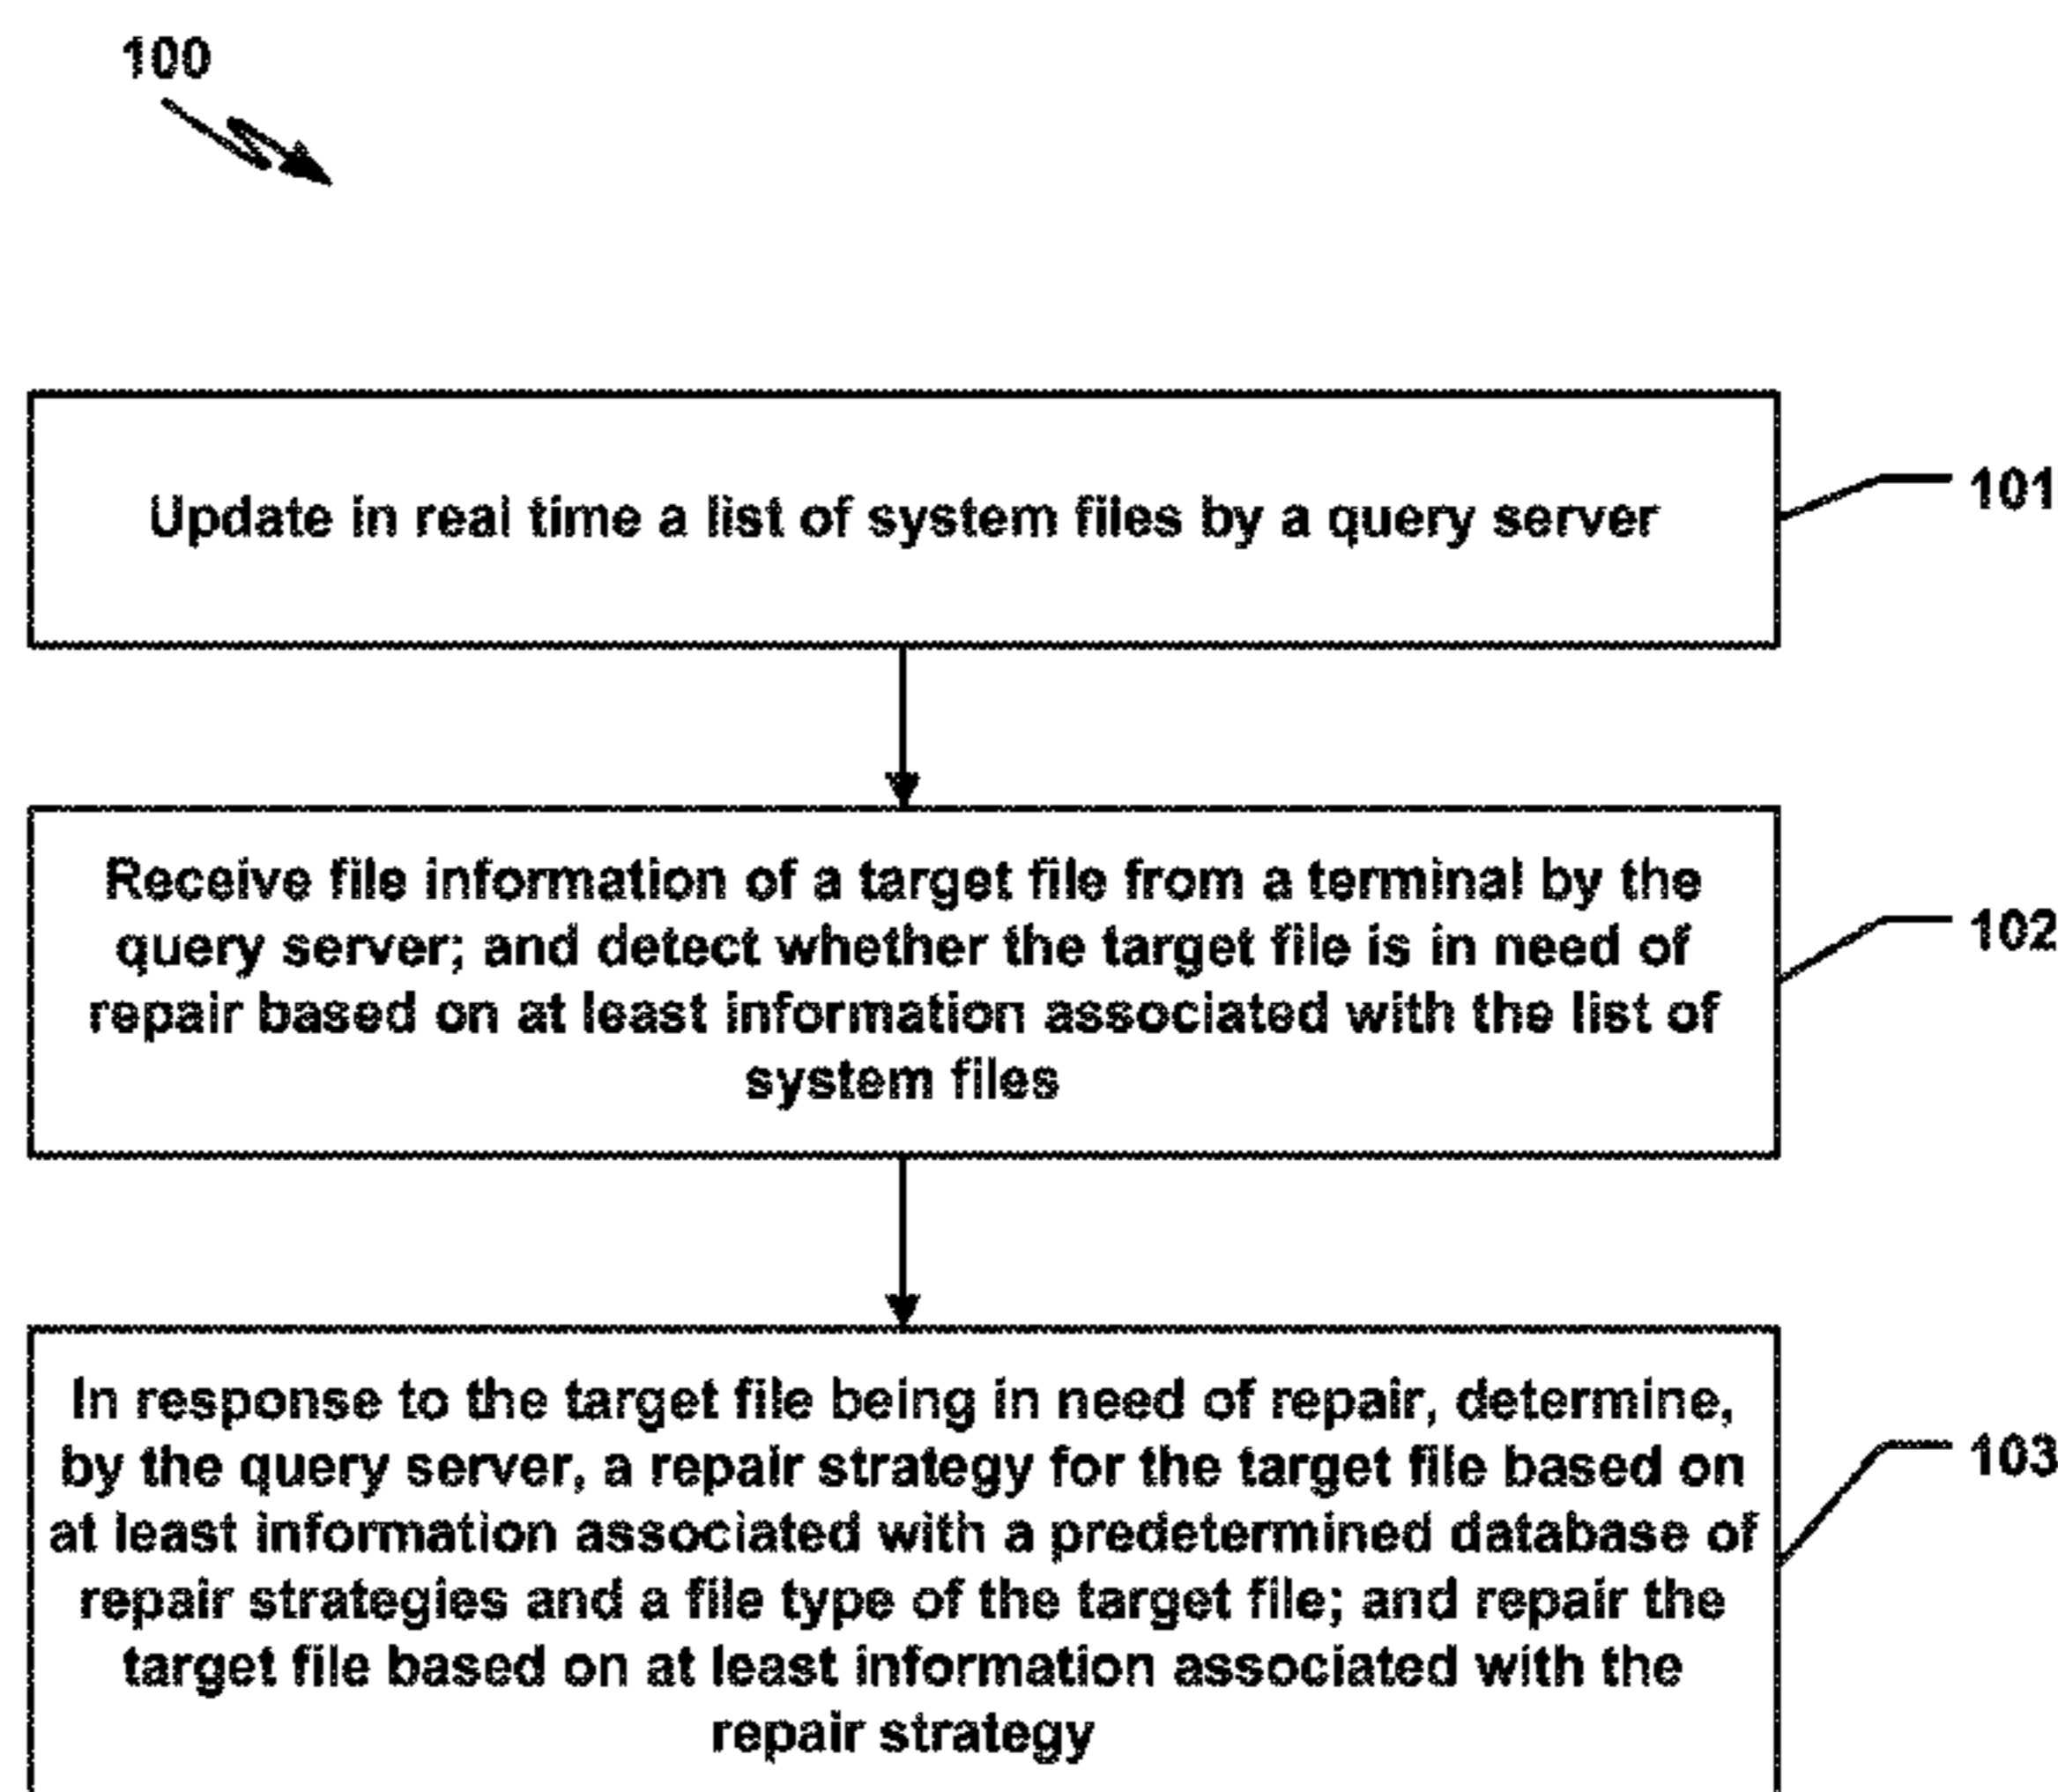 100
Update in real time a list of system files by a query server
101
Receive file information of a target file from a terminal by the
query server; and detect whether the target file is in need of
repair based on at least information associated with the list of
system files
102
In response to the target file being in need of repair, determine,
by the query server, a repair strategy for the target file based on
at least information associated with a predetermined database of
repair strategies and a file type of the target file; and repair the
target file based on at least information associated with the
repair strategy
103